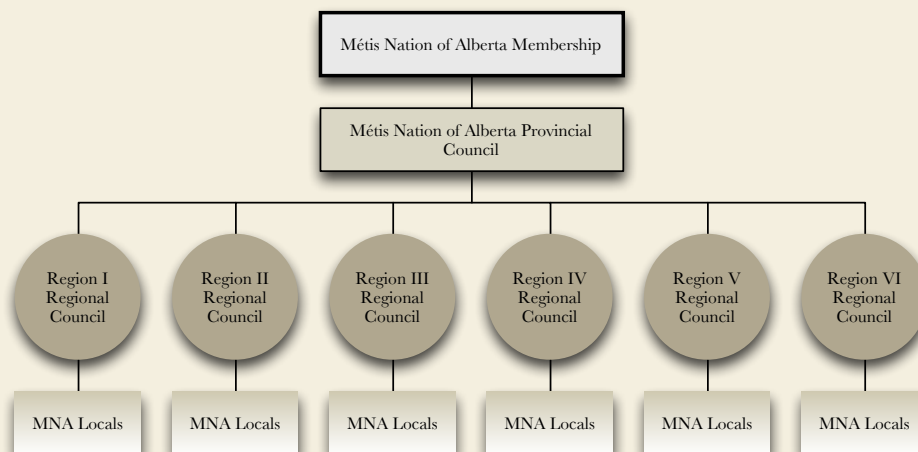 Métis Nation of Alberta Membership
Métis Nation of Alberta Provincial
Council
Region I
Regional
Council
Region II
Regional
Council
Region III
Regional
Council
Region IV
Regional
Council
Region V
Regional
Council
Region VI
Regional
Council
MNA Locals
MNA Locals
MNA Locals
MNA Locals
MNA Locals
MNA Locals